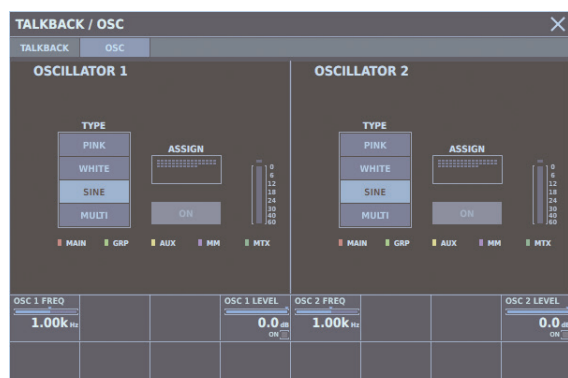 TALKBACK / OSC
TALKBACK OSC
OSCILLATOR 1
TYPE
PINK
WHITE
SINE
MULTI
ASSIGN
ON
0
6
12
18
24
30
40
60
MAIN GRP AUX MM MTX
OSCILLATOR 2
TYPE
PINK
WHITE
SINE
MULTI
ASSIGN
ON
0
6
12
18
24
30
40
60
MAIN GRP AUX MM MTX
OSC 1 FREQ
1.00k Hz
OSC 1 LEVEL
0.0 dB
ON
OSC 2 FREQ
1.00k Hz
OSC 2 LEVEL
0.0 dB
ON